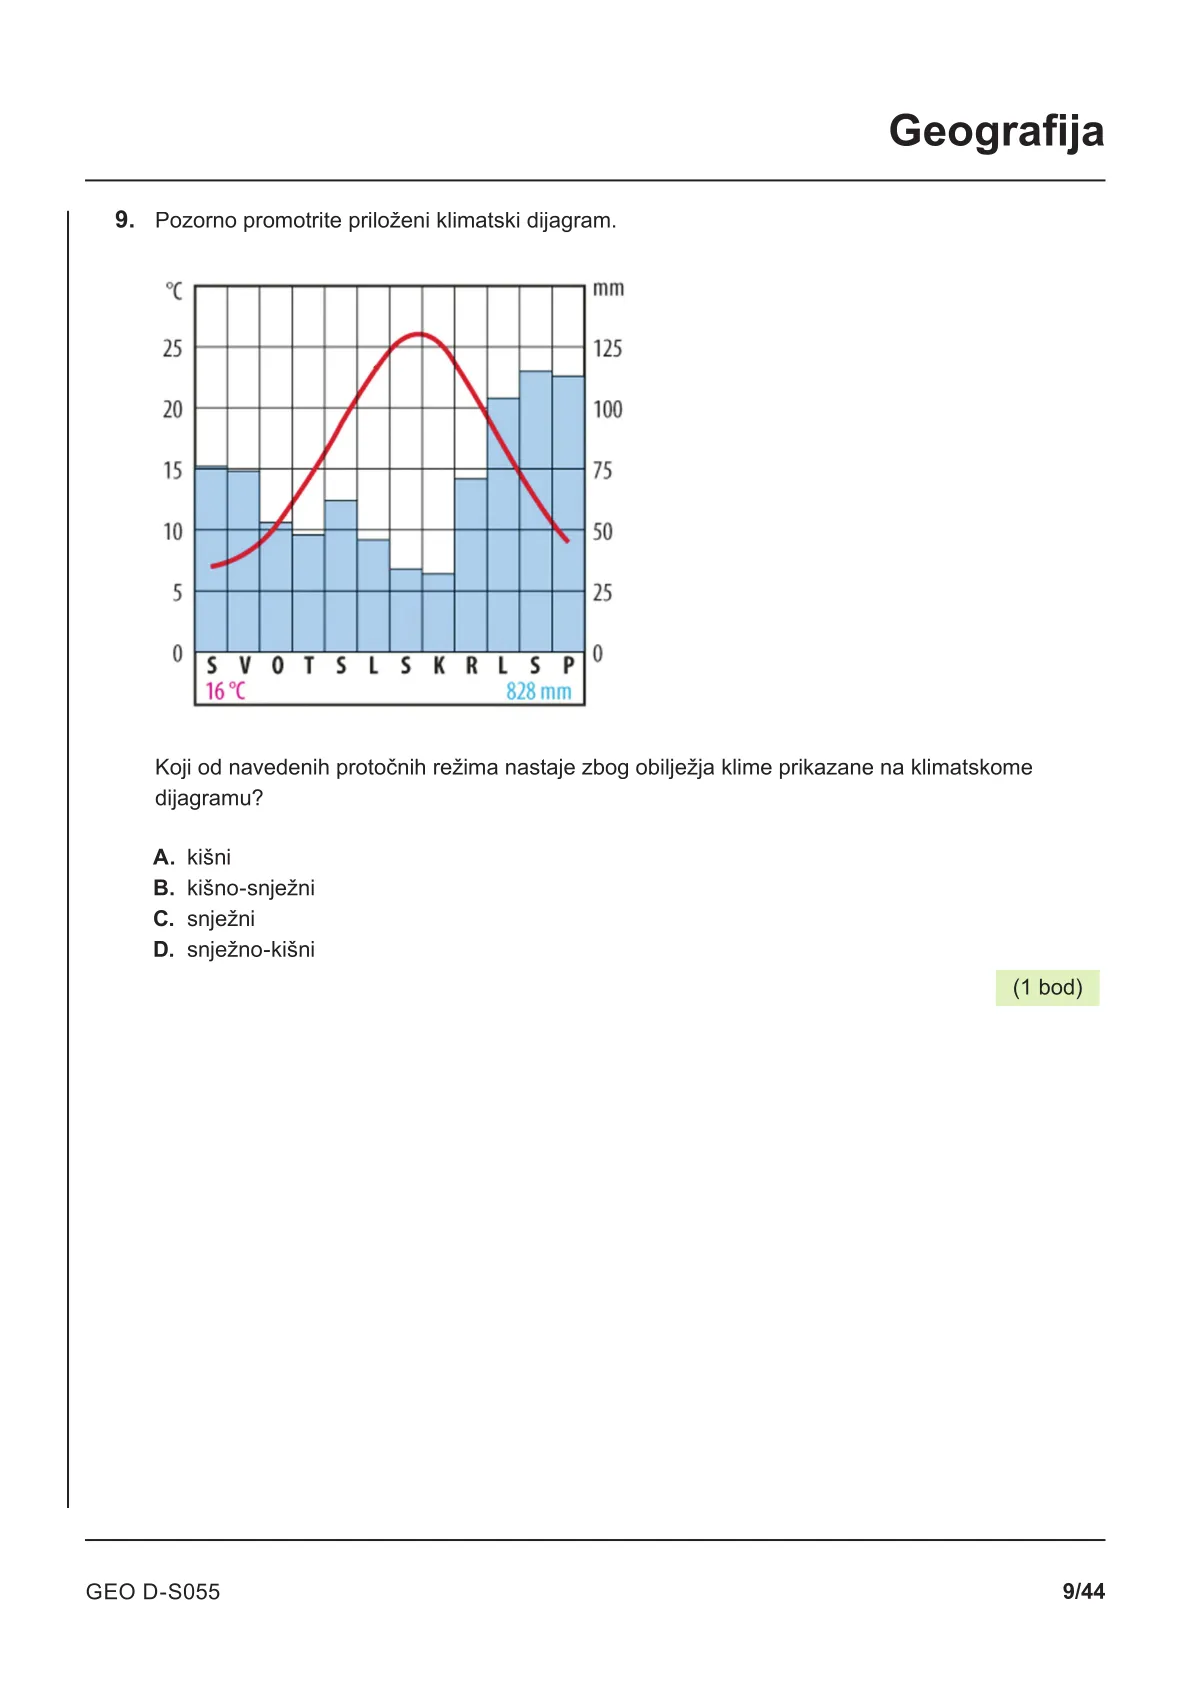 Geografija
9. Pozorno promotrite priloženi klimatski dijagram.
°C mm
25 125
20 100
15 75
10 50
5 25
0 0
S V O T S L S K R L S P
16 °C 828 mm
Koji od navedenih protočnih režima nastaje zbog obilježja klime prikazane na klimatskome
dijagramu?
A. kišni
B. kišno-snježni
C. snježni
D. snježno-kišni
(1 bod)
GEO D-S055 9/44